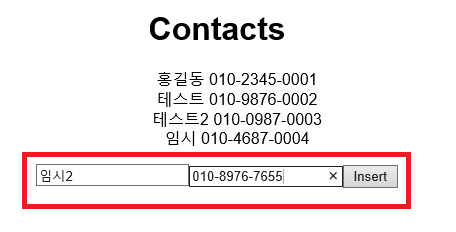 Contacts
홍길동 010-2345-0001
테스트 010-9876-0002
테스트2 010-0987-0003
임시 010-4687-0004
임시2 010-8976-7655 × Insert